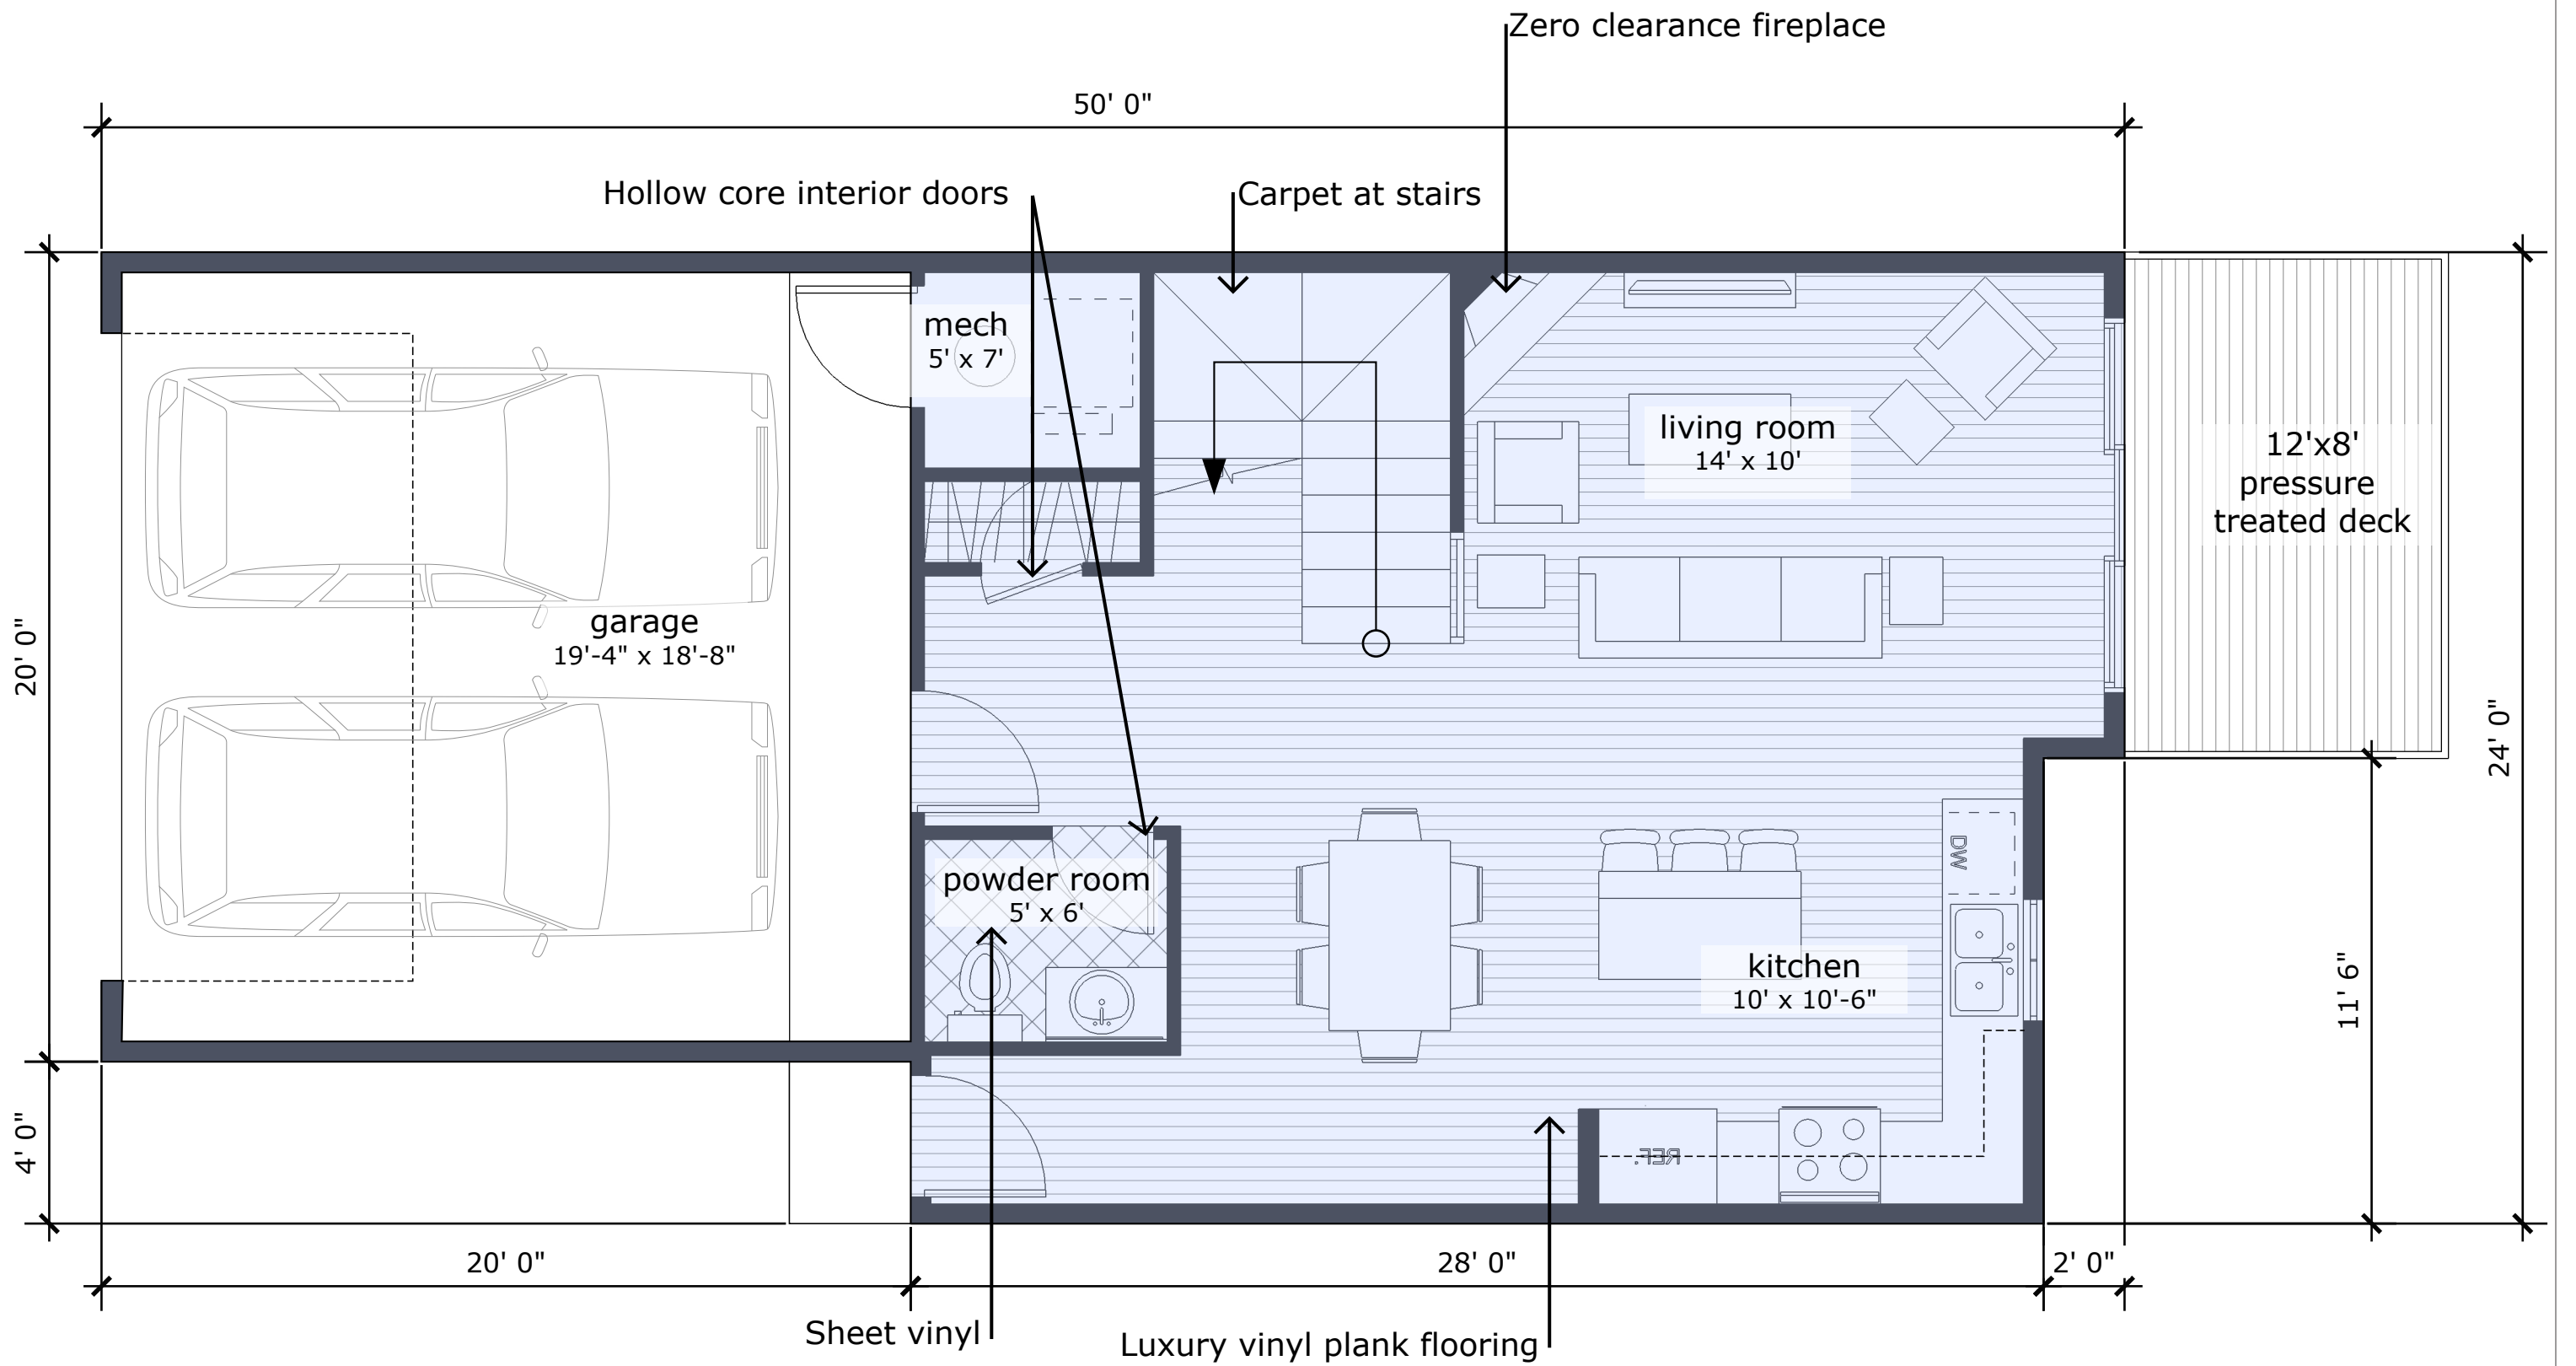 Zero clearance fireplace
50' 0"
Hollow core interior doors
Carpet at stairs
mech
5' x 7'
living room
14' x 10'
12'x8'
pressure
treated deck
garage
19'-4" x 18'-8"
20' 0"
24' 0"
DW
powder room
5' x 6'
kitchen
10' x 10'-6"
11' 6"
4' 0"
REF.
20' 0"
28' 0"
2' 0"
Sheet vinyl
Luxury vinyl plank flooring